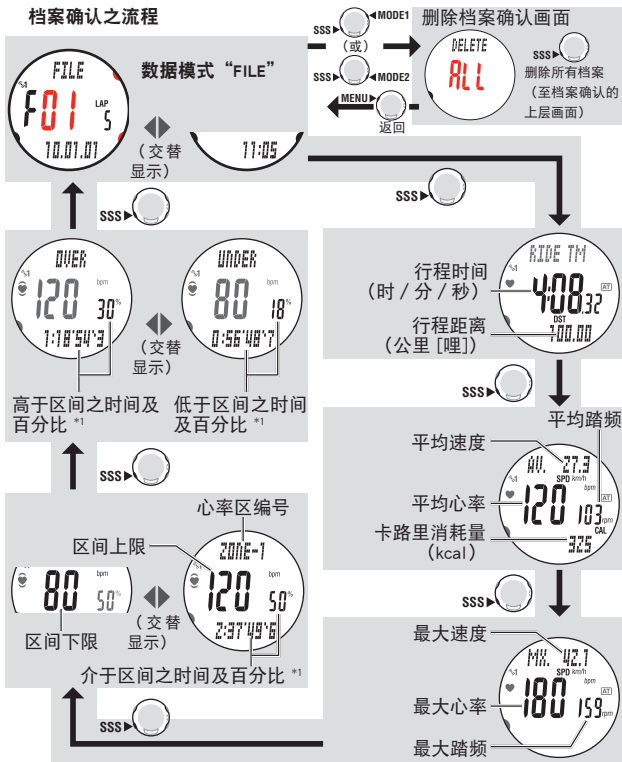 档案确认之流程
SSS▶ ◀MODE1
(或)
SSS▶ ◀MODE2
MENU▶
返回
删除档案确认画面
DELETE
ALL
SSS▶
删除所有档案
(至档案确认的
上层画面)
数据模式“FILE”
FILE
F01 LAP 5
10.01.01
(交替
显示)
11:05
SSS▶
SSS▶
OVER
bpm
120 30%
1:18'54"3
(交替
显示)
UNDER
bpm
80 18%
0:56'48"7
高于区间之时间及
百分比 *1
低于区间之时间
及百分比 *1
RIDE TM
4:08.32
AT
DST
100.00
行程时间
(时 / 分 / 秒)
行程距离
(公里 [哩])
SSS▶
平均踏频
平均速度
平均心率
卡路里消耗量
(kcal)
AV. 27.3
SPD km/h
bpm
AT
120 103rpm
CAL
325
SSS▶
心率区编号
区间上限
ZONE-1
bpm
120 50%
2:37'49"6
bpm
80 50%
区间下限
(交替
显示)
介于区间之时间及百分比 *1
SSS▶
最大速度
最大心率
最大踏频
MX. 42.1
SPD km/h
bpm
AT
180 159rpm
SSS▶